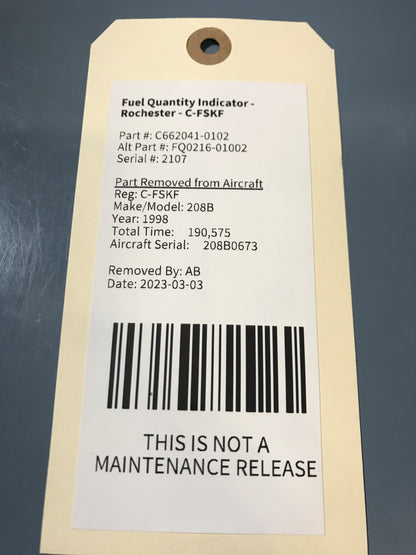 Fuel Quantity Indicator -
Rochester - C-FSKF
Part #: C662041-0102
Alt Part #: FQ0216-01002
Serial #: 2107
Part Removed from Aircraft
Reg: C-FSKF
Make/Model: 208B
Year: 1998
Total Time: 190,575
Aircraft Serial: 208B0673
Removed By: AB
Date: 2023-03-03
THIS IS NOT A
MAINTENANCE RELEASE